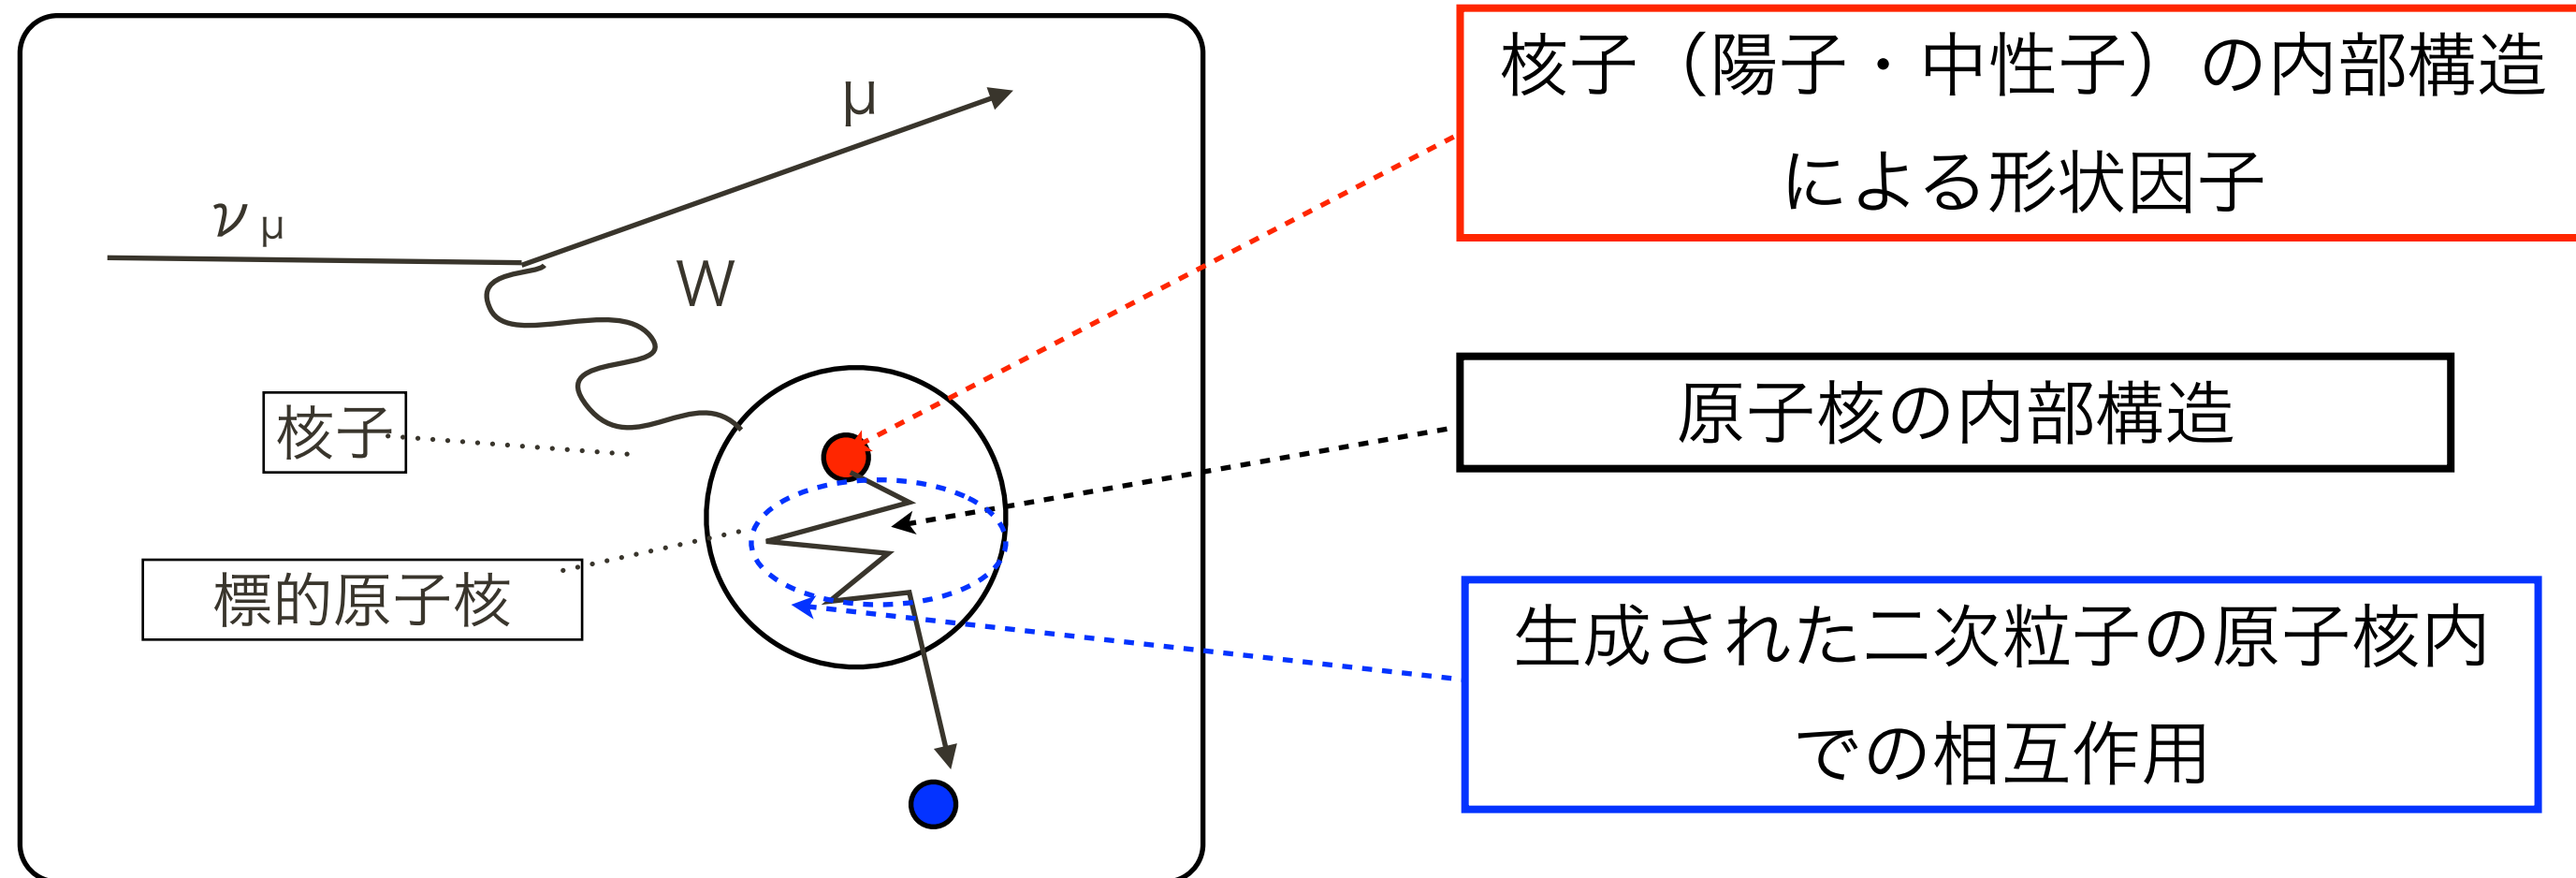 μ
ν μ
W
核子
標的原子核
核子（陽子・中性子）の内部構造
による形状因子
原子核の内部構造
生成された二次粒子の原子核内
での相互作用